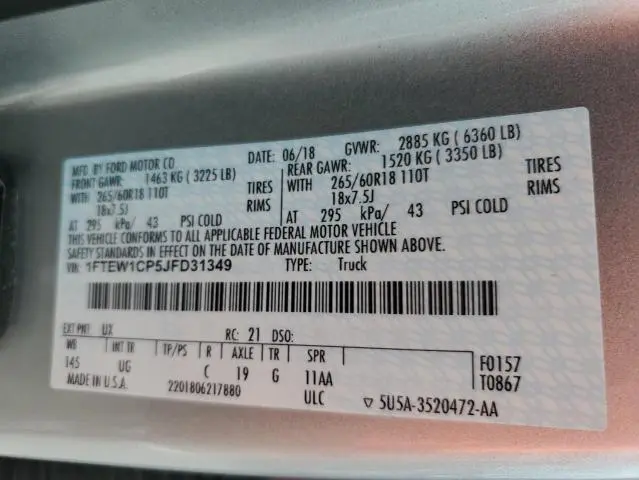 MFD. BY FORD MOTOR CO. DATE: 06/18 GVWR: 2885 KG ( 6360 LB)
FRONT GAWR: 1463 KG ( 3225 LB) REAR GAWR: 1520 KG ( 3350 LB)
WITH 265/60R18 110T TIRES WITH 265/60R18 110T TIRES
18x7.5J RIMS 18x7.5J RIMS
AT 295 kPa/ 43 PSI COLD AT 295 kPa/ 43 PSI COLD
THIS VEHICLE CONFORMS TO ALL APPLICABLE FEDERAL MOTOR VEHICLE
SAFETY STANDARDS IN EFFECT ON THE DATE OF MANUFACTURE SHOWN ABOVE.
VIN: 1FTEW1CP5JFD31349 TYPE: Truck
EXT PNT: UX RC: 21 DSO:
WB INT TR TP/PS R AXLE TR SPR F0157
145 UG C 19 G 11AA T0867
MADE IN U.S.A. 2201806217880 ULC ▽ 5U5A-3520472-AA